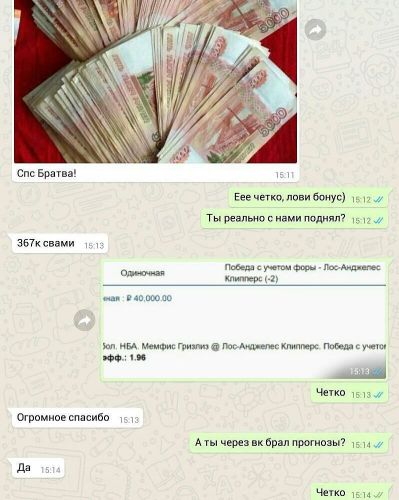 5000
5000
5000
Спс Братва!
15:11
Еее четко, лови бонус)
15:12
Ты реально с нами поднял?
15:12
367к свами
15:13
Одиночная
Победа с учетом форы - Лос-Анджелес
Клипперс (-2)
ная : ₽ 40,000.00
бол. НБА. Мемфис Гризлиз @ Лос-Анджелес Клипперс. Победа с учетом
эфф.: 1.96
15:13
Четко
15:13
Огромное спасибо
15:13
А ты через вк брал прогнозы?
15:14
Да
15:14
Четко
15:14